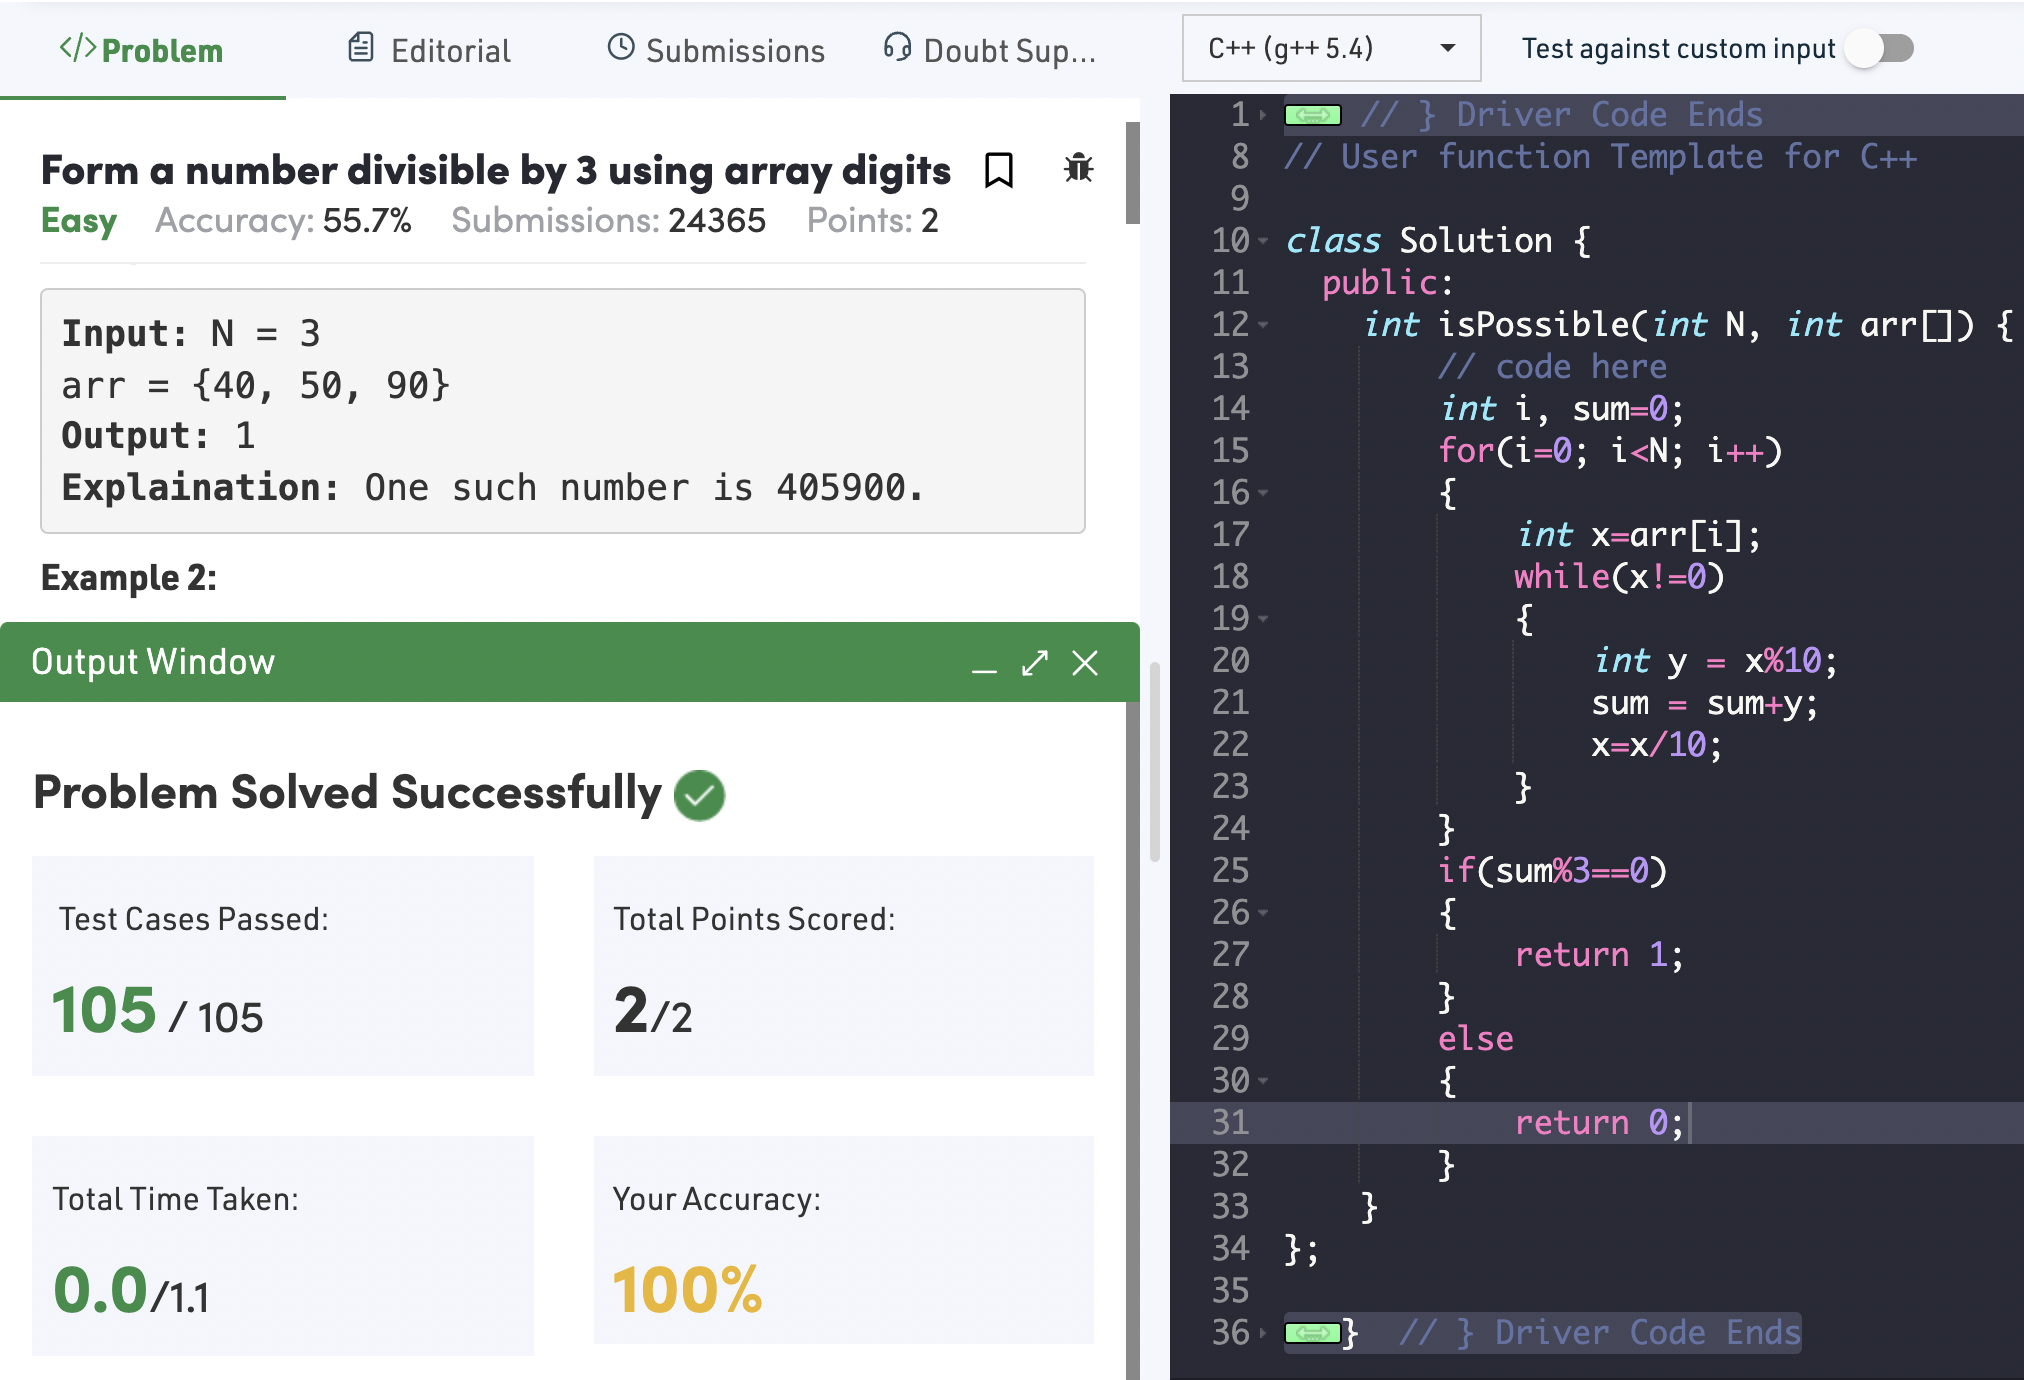 </> Problem
Editorial
Submissions
Doubt Sup...
Form a number divisible by 3 using array digits
Easy Accuracy: 55.7% Submissions: 24365 Points: 2
Input: N = 3
arr = {40, 50, 90}
Output: 1
Explaination: One such number is 405900.
Example 2:
Output Window
Problem Solved Successfully
Test Cases Passed:
105 / 105
Total Points Scored:
2/2
Total Time Taken:
0.0/1.1
Your Accuracy:
100%
C++ (g++ 5.4)
Test against custom input
1 // } Driver Code Ends
8 // User function Template for C++
9
10 class Solution {
11 public:
12 int isPossible(int N, int arr[]) {
13 // code here
14 int i, sum=0;
15 for(i=0; i<N; i++)
16 {
17 int x=arr[i];
18 while(x!=0)
19 {
20 int y = x%10;
21 sum = sum+y;
22 x=x/10;
23 }
24 }
25 if(sum%3==0)
26 {
27 return 1;
28 }
29 else
30 {
31 return 0;
32 }
33 }
34 };
35
36 } // } Driver Code Ends